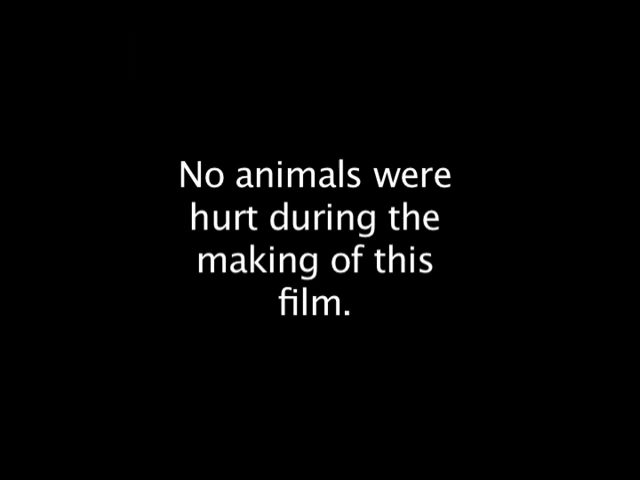 No animals were
hurt during the
making of this
film.